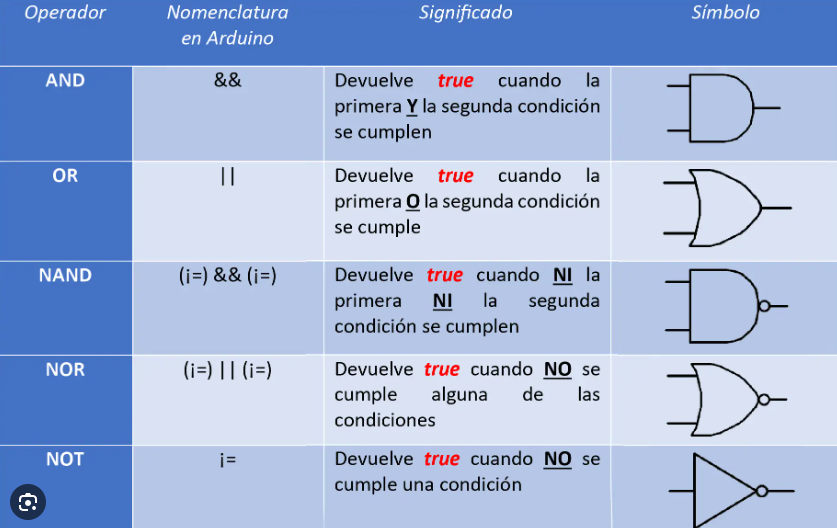 Operador
Nomenclatura
en Arduino
Significado
Símbolo
AND
&&
Devuelve true cuando la
primera Y la segunda condición
se cumplen
OR
||
Devuelve true cuando la
primera O la segunda condición
se cumple
NAND
(¡=) && (¡=)
Devuelve true cuando NI la
primera NI la segunda
condición se cumplen
NOR
(¡=) || (¡=)
Devuelve true cuando NO se
cumple alguna de las
condiciones
NOT
¡=
Devuelve true cuando NO se
cumple una condición